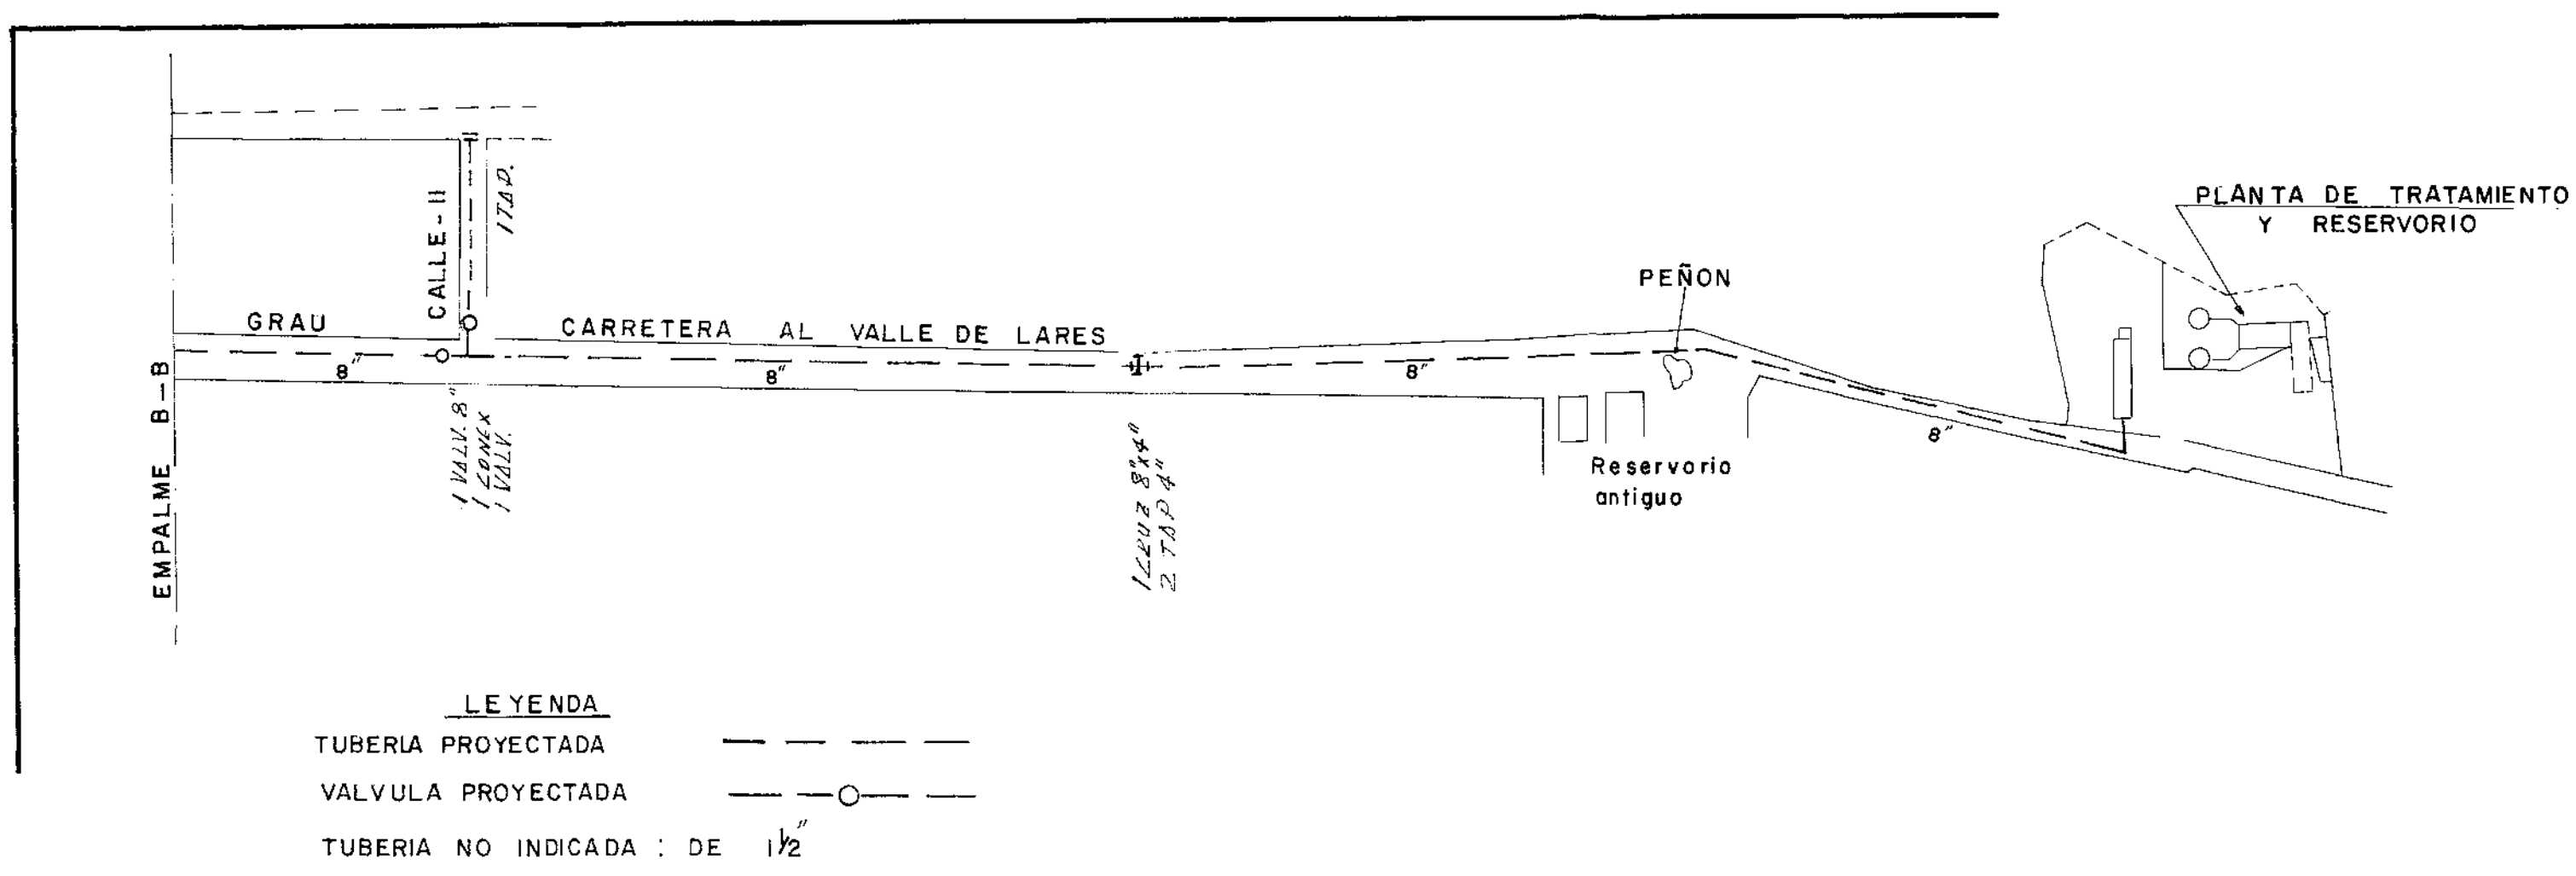 PLANTA DE TRATAMIENTO
Y RESERVORIO
CALLE-11
1 TAP.
PEÑON
GRAU
CARRETERA AL VALLE DE LARES
8"
8"
8"
8"
EMPALME B-B
1 VALV. 8"
1 CONEX
1 VALV.
1 CRUZ 8"x4"
2 TAP 4"
Reservorio
antiguo
LEYENDA
TUBERIA PROYECTADA
VALVULA PROYECTADA
TUBERIA NO INDICADA : DE 1 1/2"